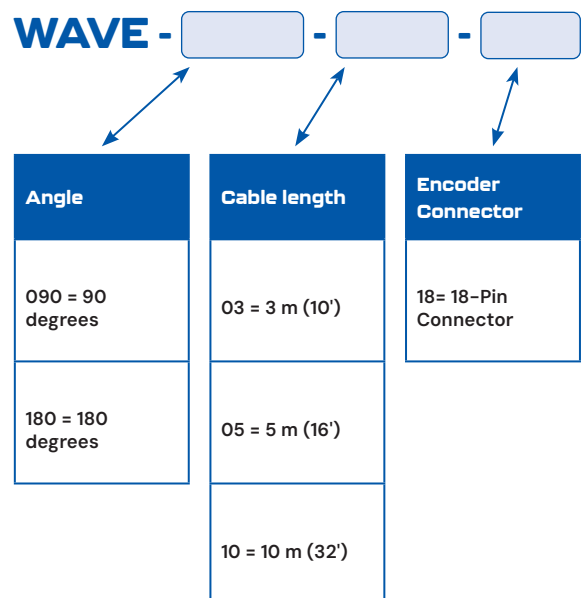 WAVE - - -
Angle
090 = 90
degrees
180 = 180
degrees
Cable length
03 = 3 m (10')
05 = 5 m (16')
10 = 10 m (32')
Encoder
Connector
18= 18-Pin
Connector